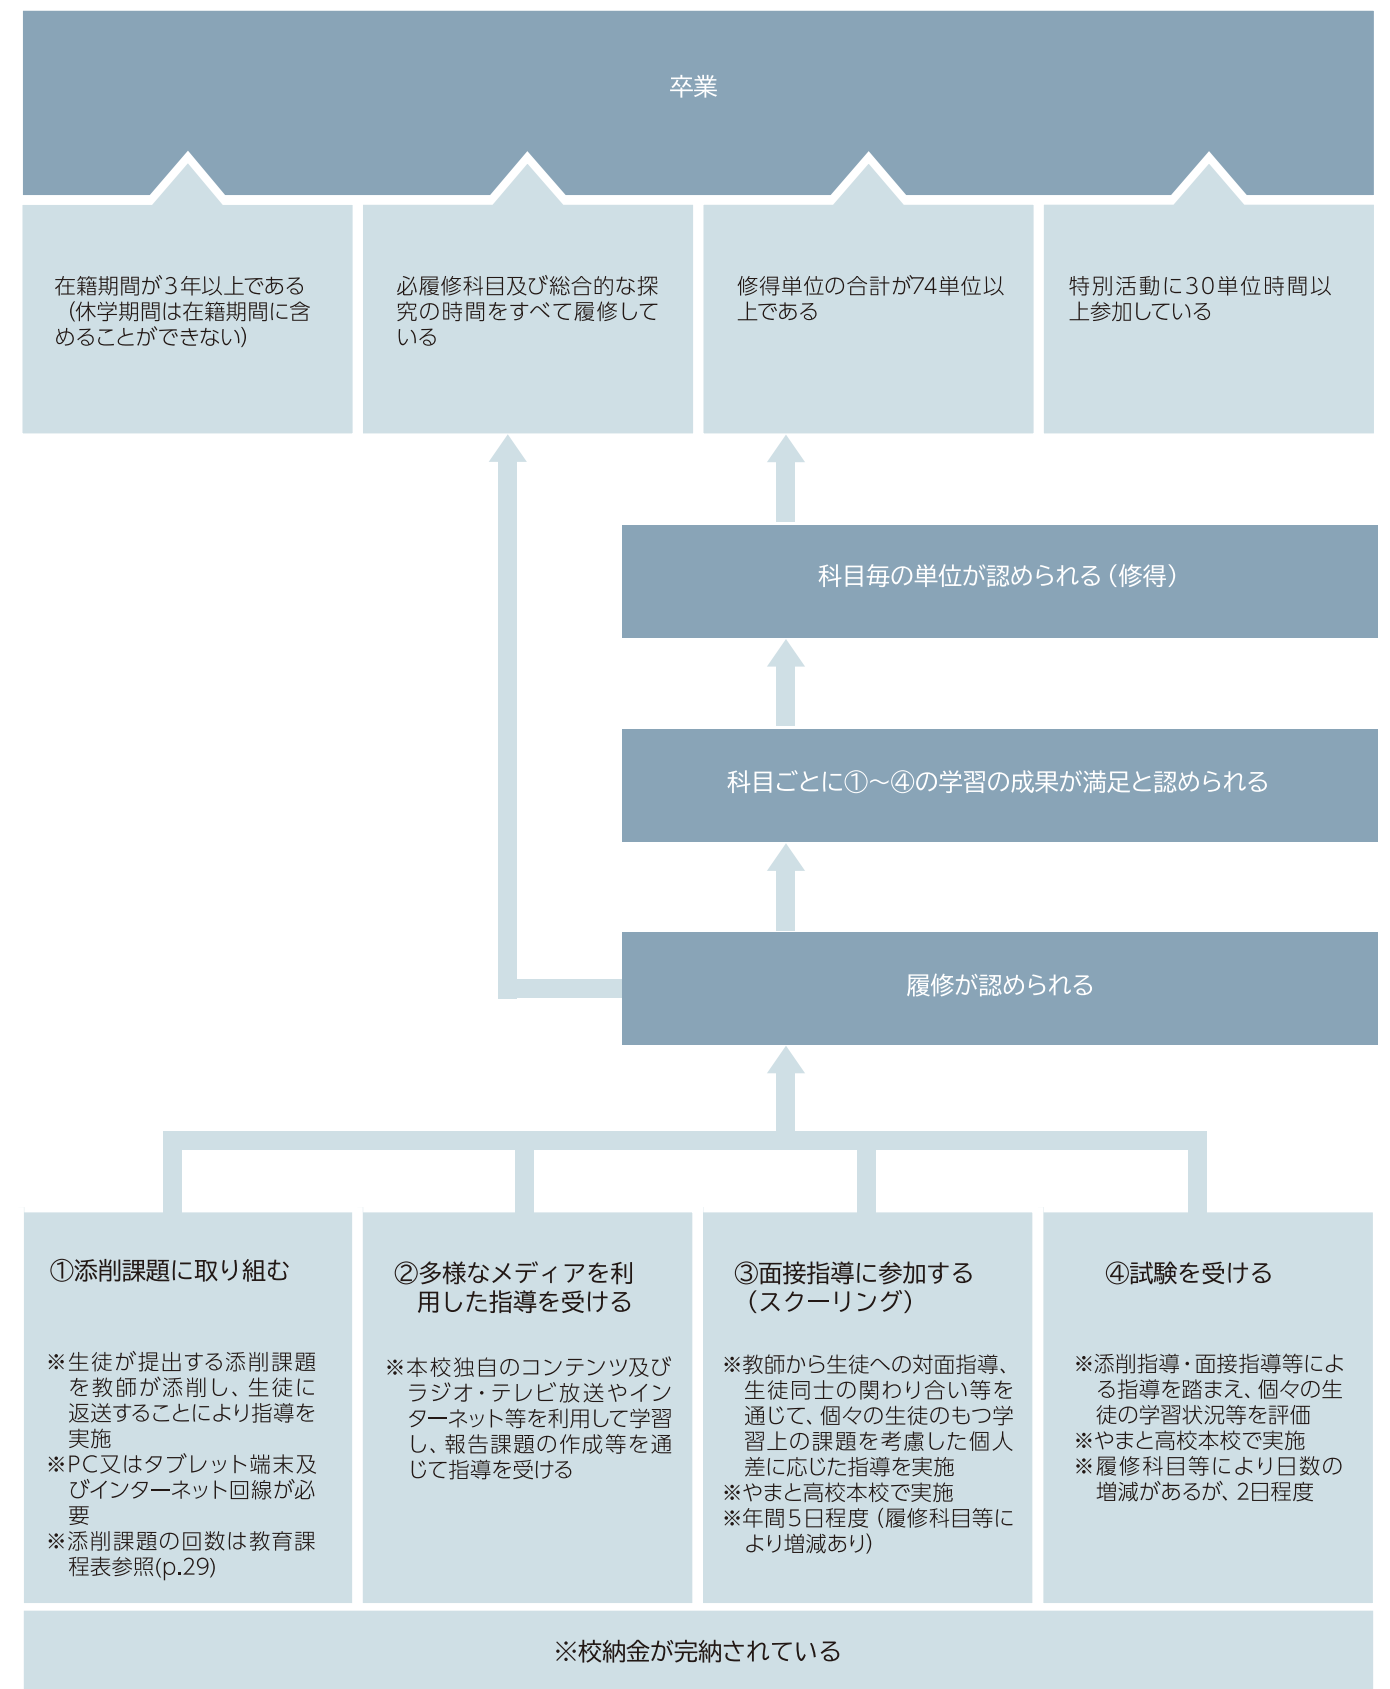 卒業
在籍期間が3年以上である
（休学期間は在籍期間に含
めることができない）
必履修科目及び総合的な探
究の時間をすべて履修して
いる
修得単位の合計が74単位以
上である
特別活動に30単位時間以
上参加している
科目毎の単位が認められる（修得）
科目ごとに①～④の学習の成果が満足と認められる
履修が認められる
①添削課題に取り組む
※生徒が提出する添削課題
を教師が添削し、生徒に
返送することにより指導を
実施
※PC又はタブレット端末及
びインターネット回線が必
要
※添削課題の回数は教育課
程表参照(p.29)
②多様なメディアを利
用した指導を受ける
※本校独自のコンテンツ及び
ラジオ・テレビ放送やイン
ターネット等を利用して学習
し、報告課題の作成等を通
じて指導を受ける
③面接指導に参加する
（スクーリング）
※教師から生徒への対面指導、
生徒同士の関わり合い等を
通じて、個々の生徒のもつ学
習上の課題を考慮した個人
差に応じた指導を実施
※やまと高校本校で実施
※年間5日程度（履修科目等に
より増減あり）
④試験を受ける
※添削指導・面接指導等によ
る指導を踏まえ、個々の生
徒の学習状況等を評価
※やまと高校本校で実施
※履修科目等により日数の
増減があるが、2日程度
※校納金が完納されている